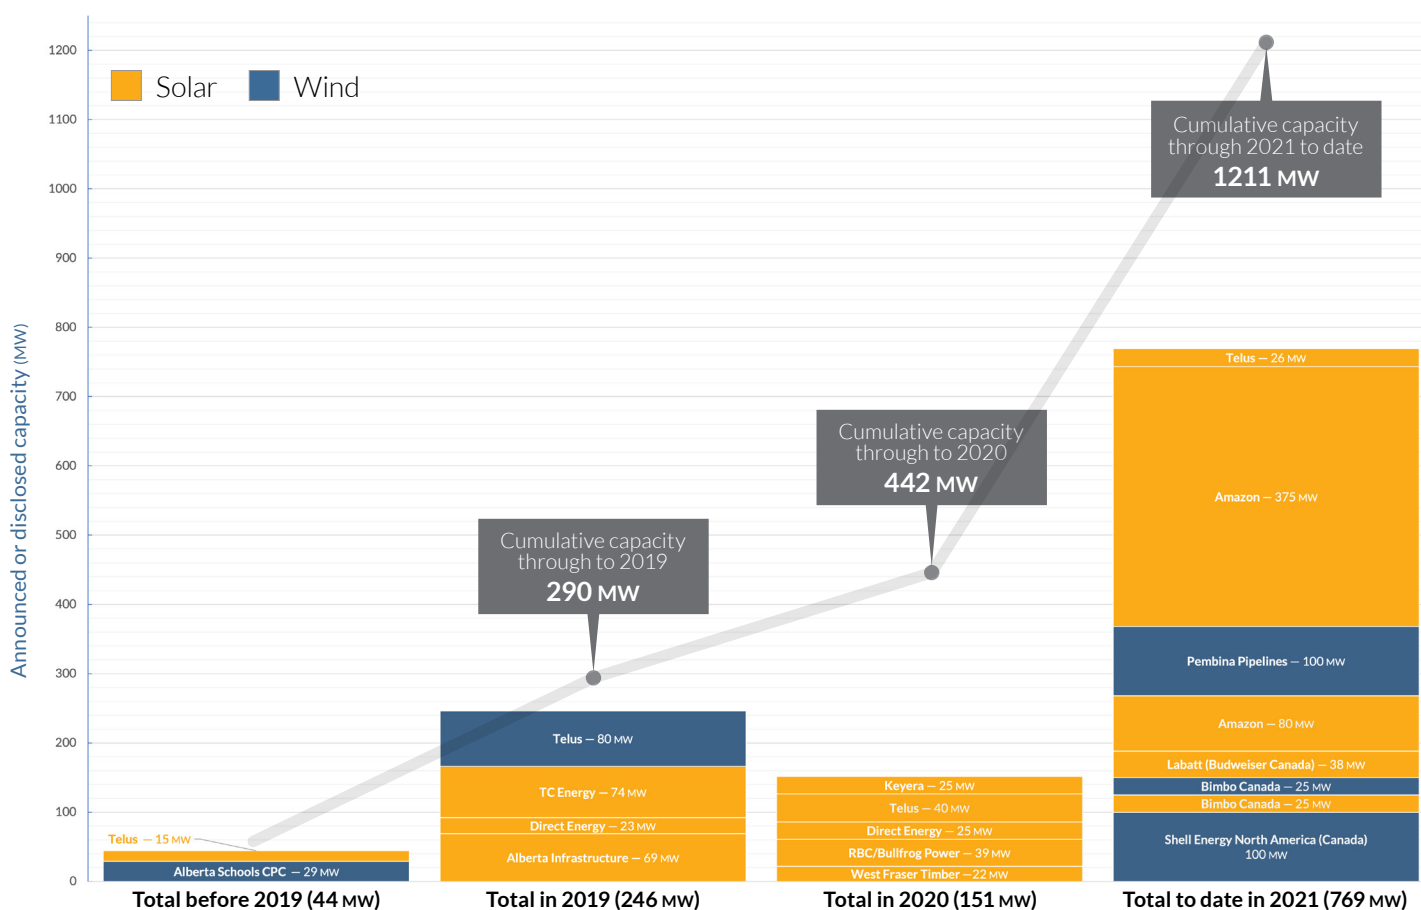 1200
1100
1000
900
800
700
600
500
400
300
200
100
0
Announced or disclosed capacity (MW)
Solar
Wind
Cumulative capacity
through 2021 to date
1211 MW
Cumulative capacity
through to 2020
442 MW
Cumulative capacity
through to 2019
290 MW
Telus — 15 MW
Alberta Schools CPC — 29 MW
Telus — 80 MW
TC Energy — 74 MW
Direct Energy — 23 MW
Alberta Infrastructure — 69 MW
Keyera — 25 MW
Telus — 40 MW
Direct Energy — 25 MW
RBC/Bullfrog Power — 39 MW
West Fraser Timber —22 MW
Telus — 26 MW
Amazon — 375 MW
Pembina Pipelines — 100 MW
Amazon — 80 MW
Labatt (Budweiser Canada) — 38 MW
Bimbo Canada — 25 MW
Bimbo Canada — 25 MW
Shell Energy North America (Canada)
100 MW
Total before 2019 (44 MW)
Total in 2019 (246 MW)
Total in 2020 (151 MW)
Total to date in 2021 (769 MW)